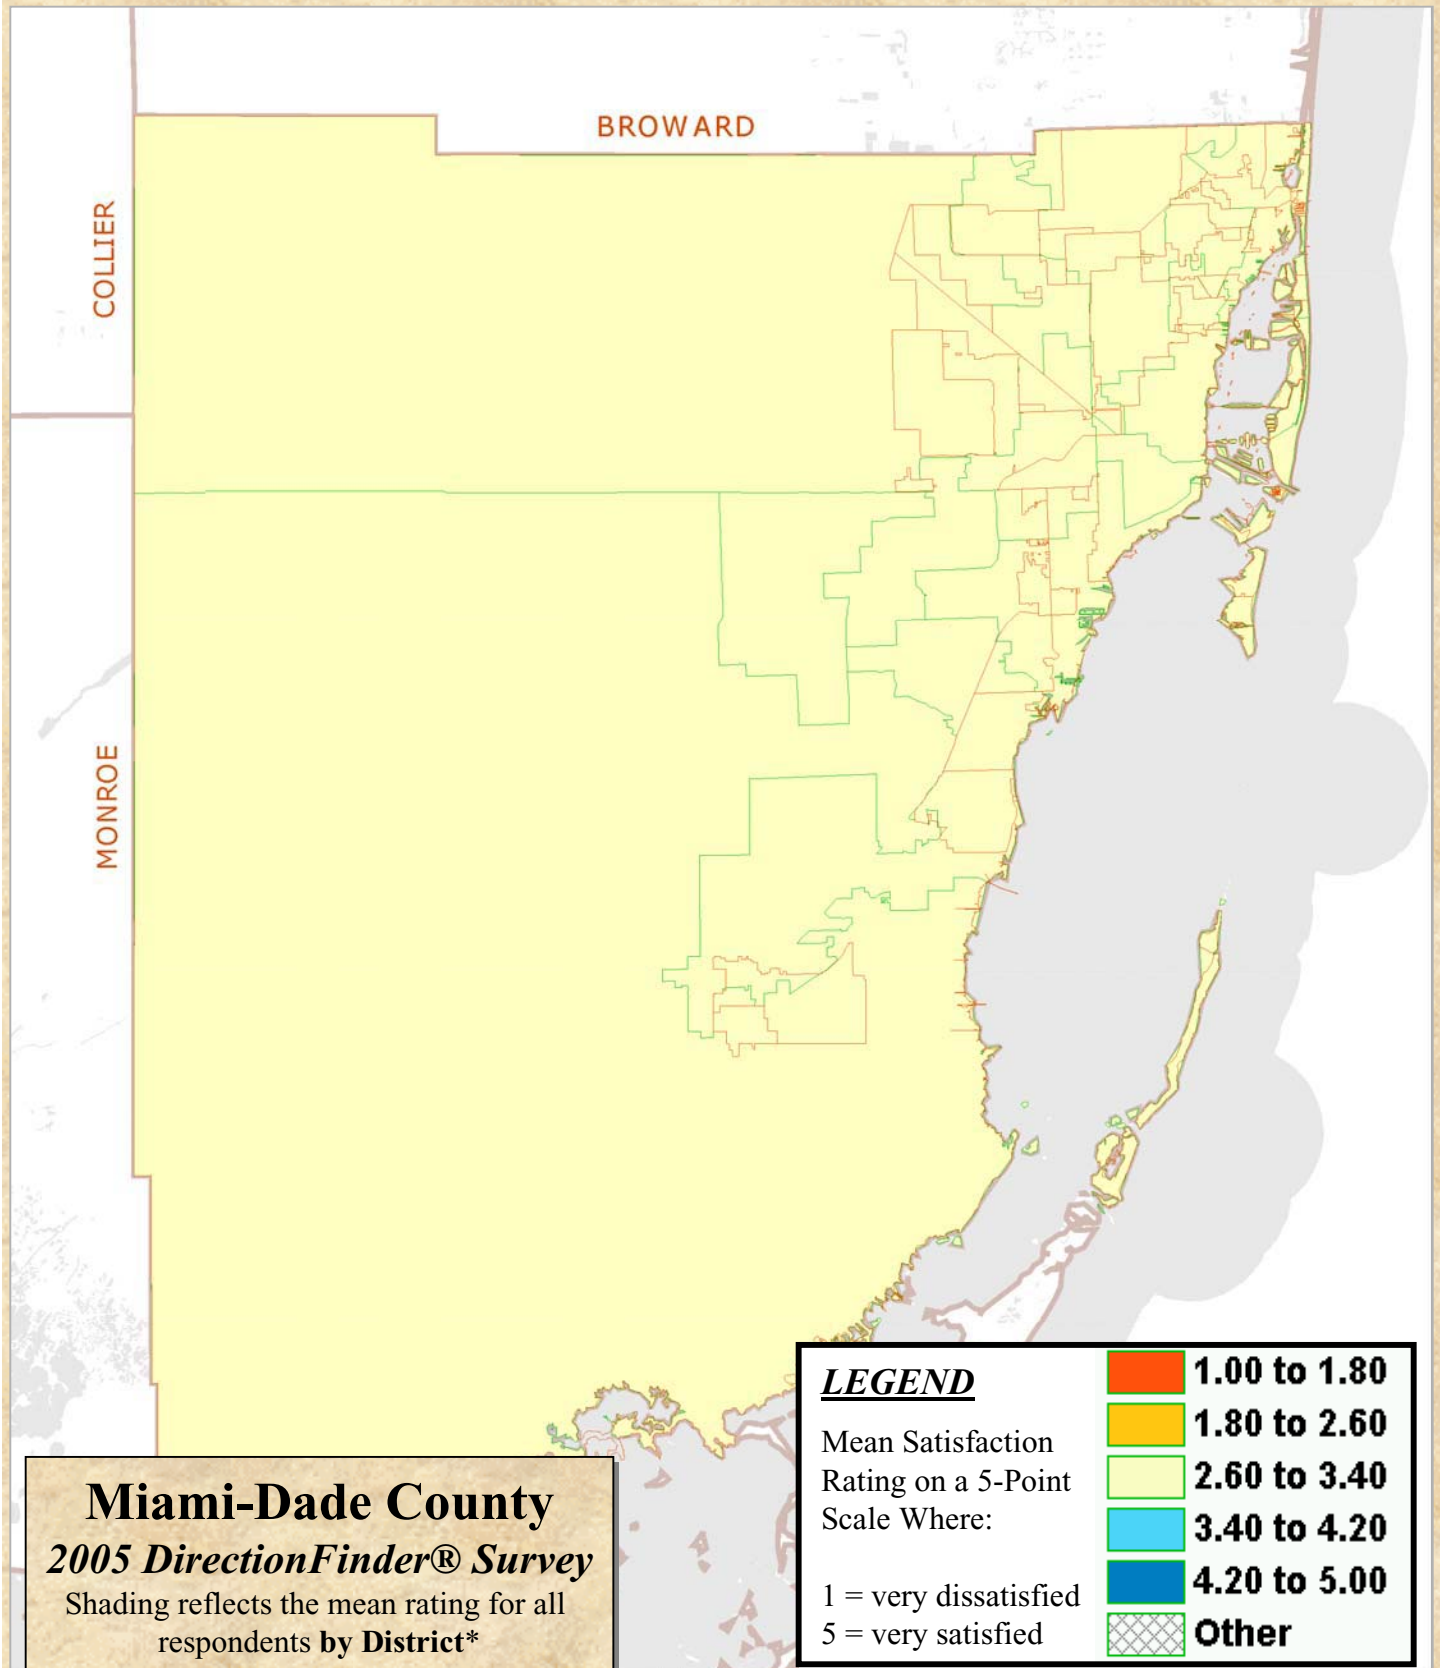 BROWARD
COLLIER
MONROE
LEGEND
Mean Satisfaction
Rating on a 5-Point
Scale Where:
1 = very dissatisfied
5 = very satisfied
1.00 to 1.80
1.80 to 2.60
2.60 to 3.40
3.40 to 4.20
4.20 to 5.00
Other
Miami-Dade County
2005 DirectionFinder® Survey
Shading reflects the mean rating for all
respondents by District*